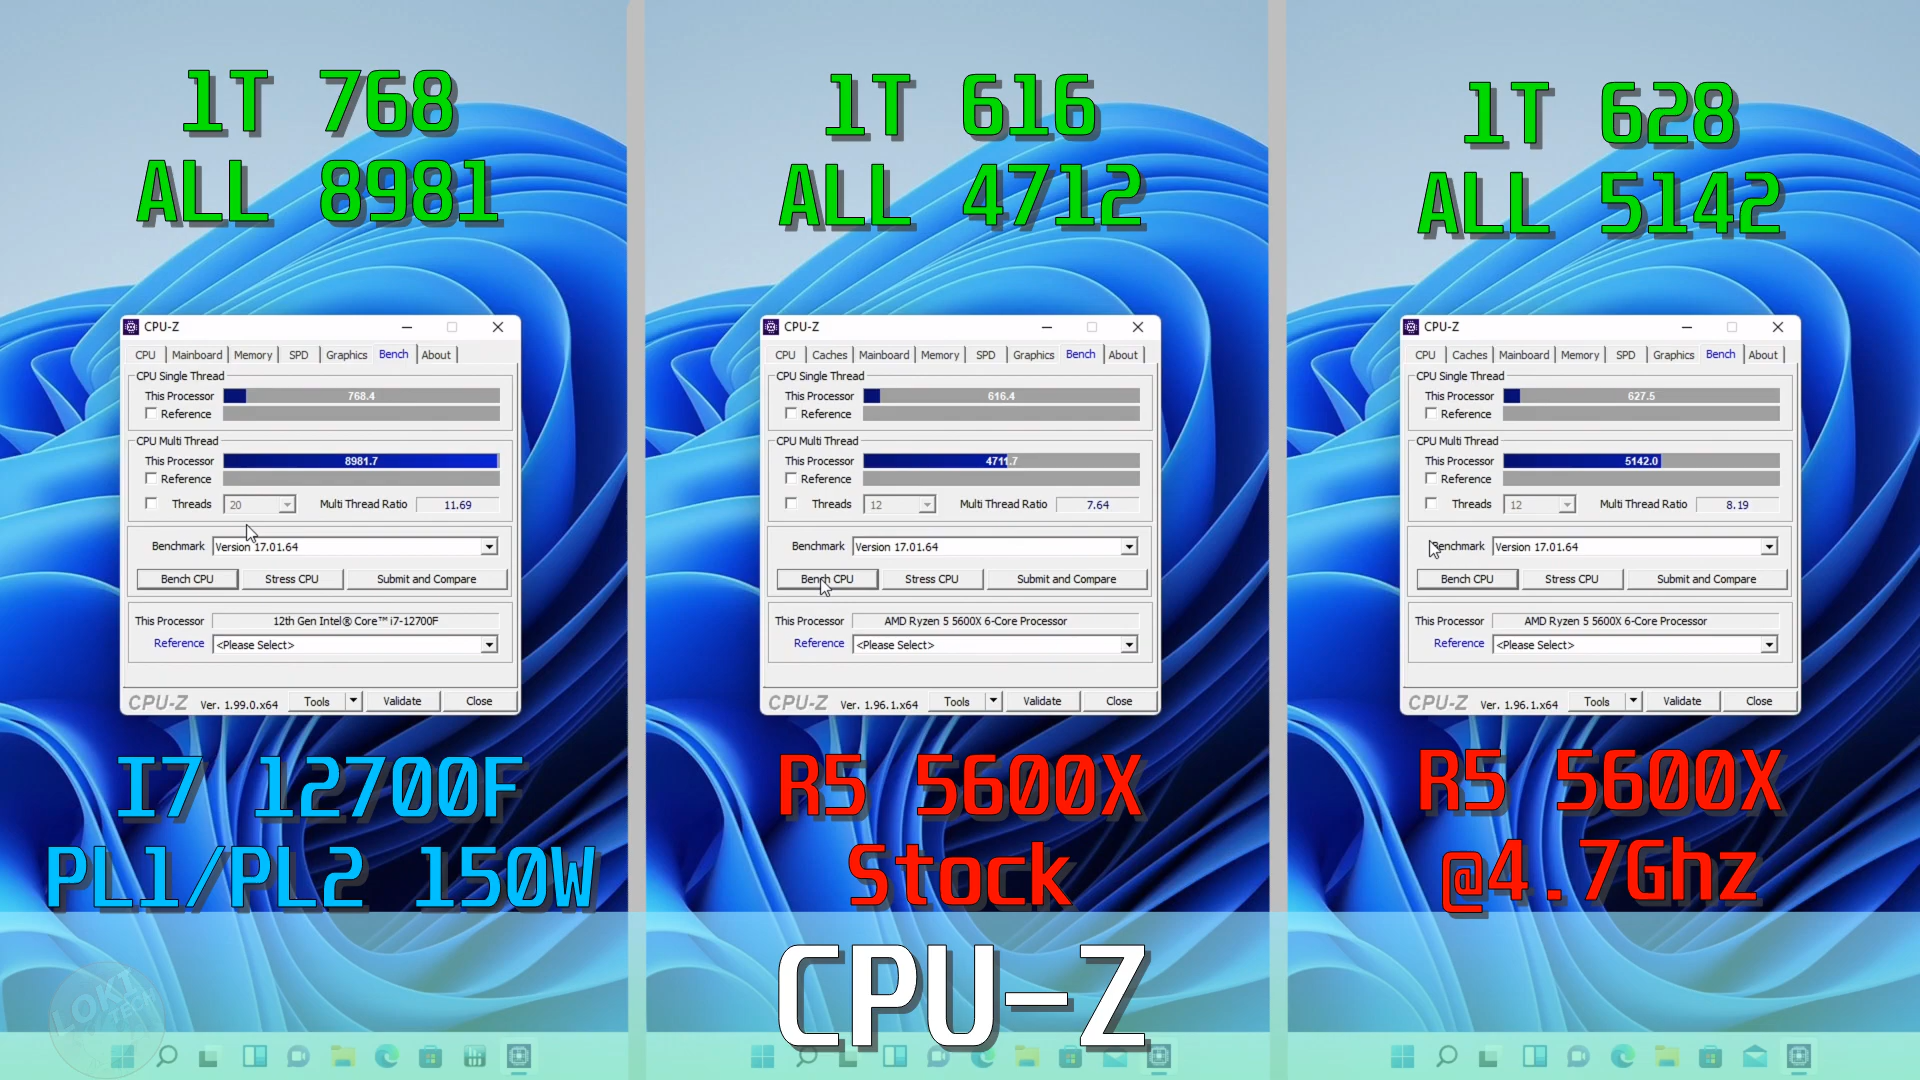 1T 768
ALL 8981
CPU-Z
CPU Mainboard Memory SPD Graphics Bench About
CPU Single Thread
This Processor 768.4
Reference
CPU Multi Thread
This Processor 8981.7
Reference
Threads 20 Multi Thread Ratio 11.69
Benchmark Version 17.01.64
Bench CPU Stress CPU Submit and Compare
This Processor 12th Gen Intel® Core™ i7-12700F
Reference <Please Select>
CPU-Z Ver. 1.99.0.x64 Tools Validate Close
I7 12700F
PL1/PL2 150W
1T 616
ALL 4712
CPU-Z
CPU Caches Mainboard Memory SPD Graphics Bench About
CPU Single Thread
This Processor 616.4
Reference
CPU Multi Thread
This Processor 4711.7
Reference
Threads 12 Multi Thread Ratio 7.64
Benchmark Version 17.01.64
Bench CPU Stress CPU Submit and Compare
This Processor AMD Ryzen 5 5600X 6-Core Processor
Reference <Please Select>
CPU-Z Ver. 1.96.1.x64 Tools Validate Close
R5 5600X
Stock
1T 628
ALL 5142
CPU-Z
CPU Caches Mainboard Memory SPD Graphics Bench About
CPU Single Thread
This Processor 627.5
Reference
CPU Multi Thread
This Processor 5142.0
Reference
Threads 12 Multi Thread Ratio 8.19
Benchmark Version 17.01.64
Bench CPU Stress CPU Submit and Compare
This Processor AMD Ryzen 5 5600X 6-Core Processor
Reference <Please Select>
CPU-Z Ver. 1.96.1.x64 Tools Validate Close
R5 5600X
@4.7Ghz
CPU-Z
LOKI
TECH